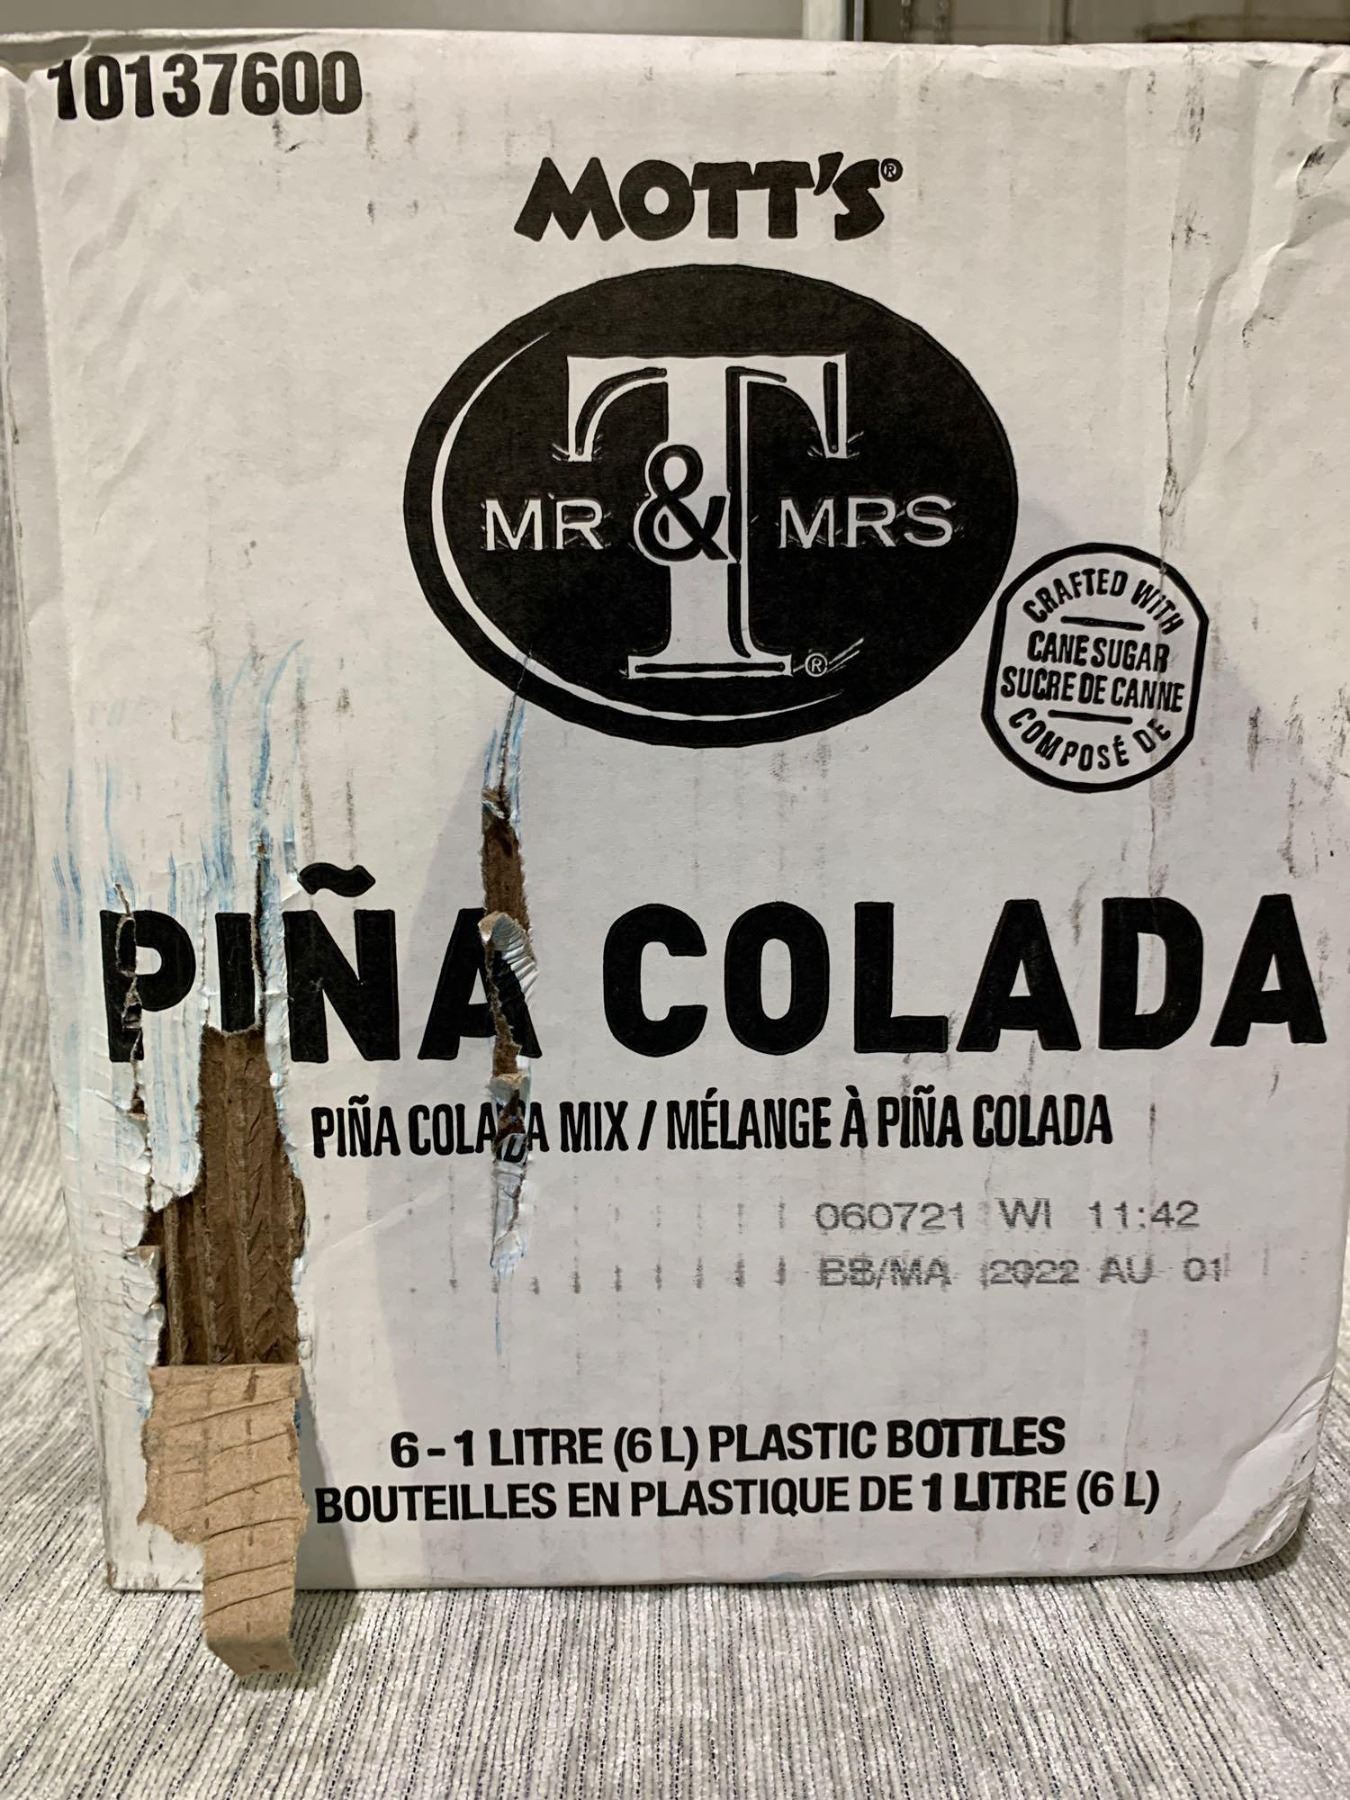 10137600
MOTT'S®
MR & MRS
T®
CRAFTED WITH
CANE SUGAR
SUCRE DE CANNE
COMPOSÉ DE
PIÑA COLADA
PIÑA COLADA MIX / MÉLANGE À PIÑA COLADA
060721 WI 11:42
BB/MA 2022 AU 01
6 - 1 LITRE (6 L) PLASTIC BOTTLES
BOUTEILLES EN PLASTIQUE DE 1 LITRE (6 L)